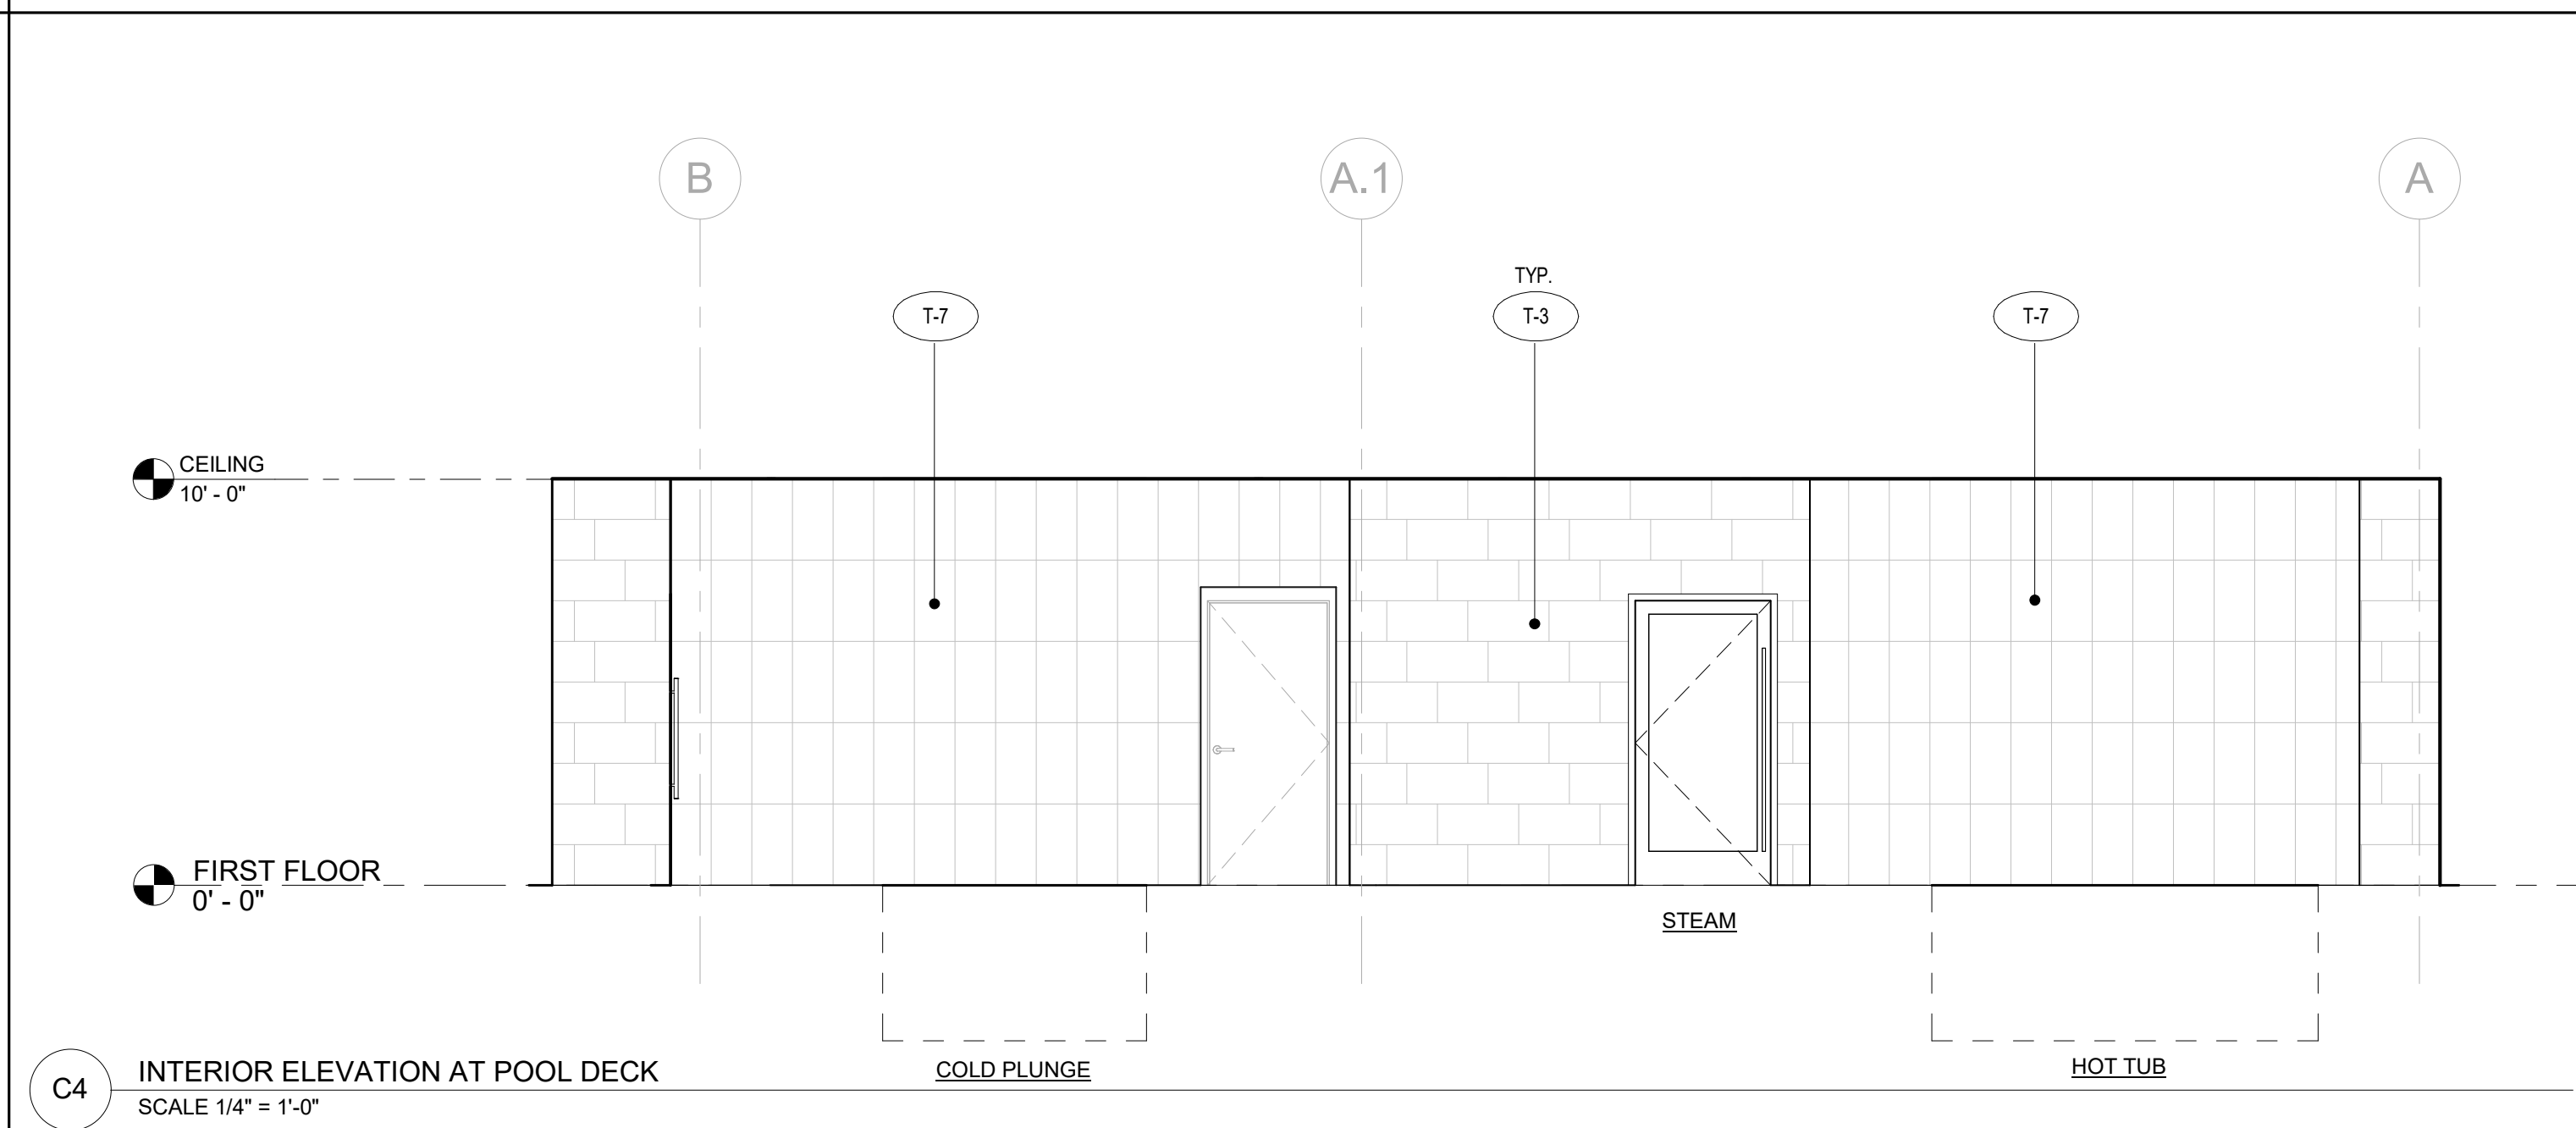 B
A.1
A
TYP.
T-7
T-3
T-7
CEILING
10' - 0"
FIRST FLOOR
0' - 0"
STEAM
COLD PLUNGE
HOT TUB
C4
INTERIOR ELEVATION AT POOL DECK
SCALE 1/4" = 1'-0"